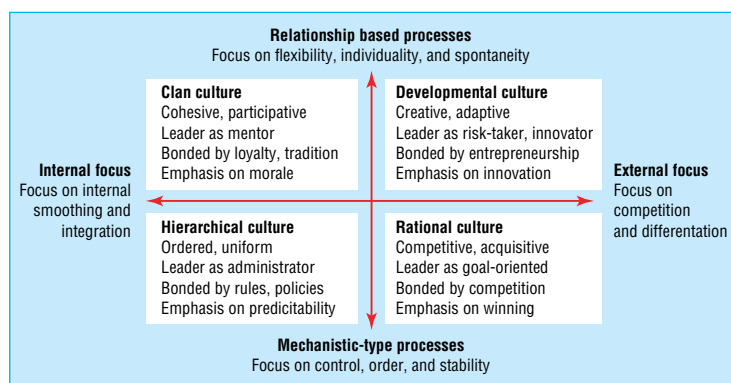 Relationship based processes
Focus on flexibility, individuality, and spontaneity
Clan culture
Cohesive, participative
Leader as mentor
Bonded by loyalty, tradition
Emphasis on morale
Developmental culture
Creative, adaptive
Leader as risk-taker, innovator
Bonded by entrepreneurship
Emphasis on innovation
Internal focus
Focus on internal
smoothing and
integration
External focus
Focus on
competition
and differentation
Hierarchical culture
Ordered, uniform
Leader as administrator
Bonded by rules, policies
Emphasis on predicitability
Rational culture
Competitive, acquisitive
Leader as goal-oriented
Bonded by competition
Emphasis on winning
Mechanistic-type processes
Focus on control, order, and stability